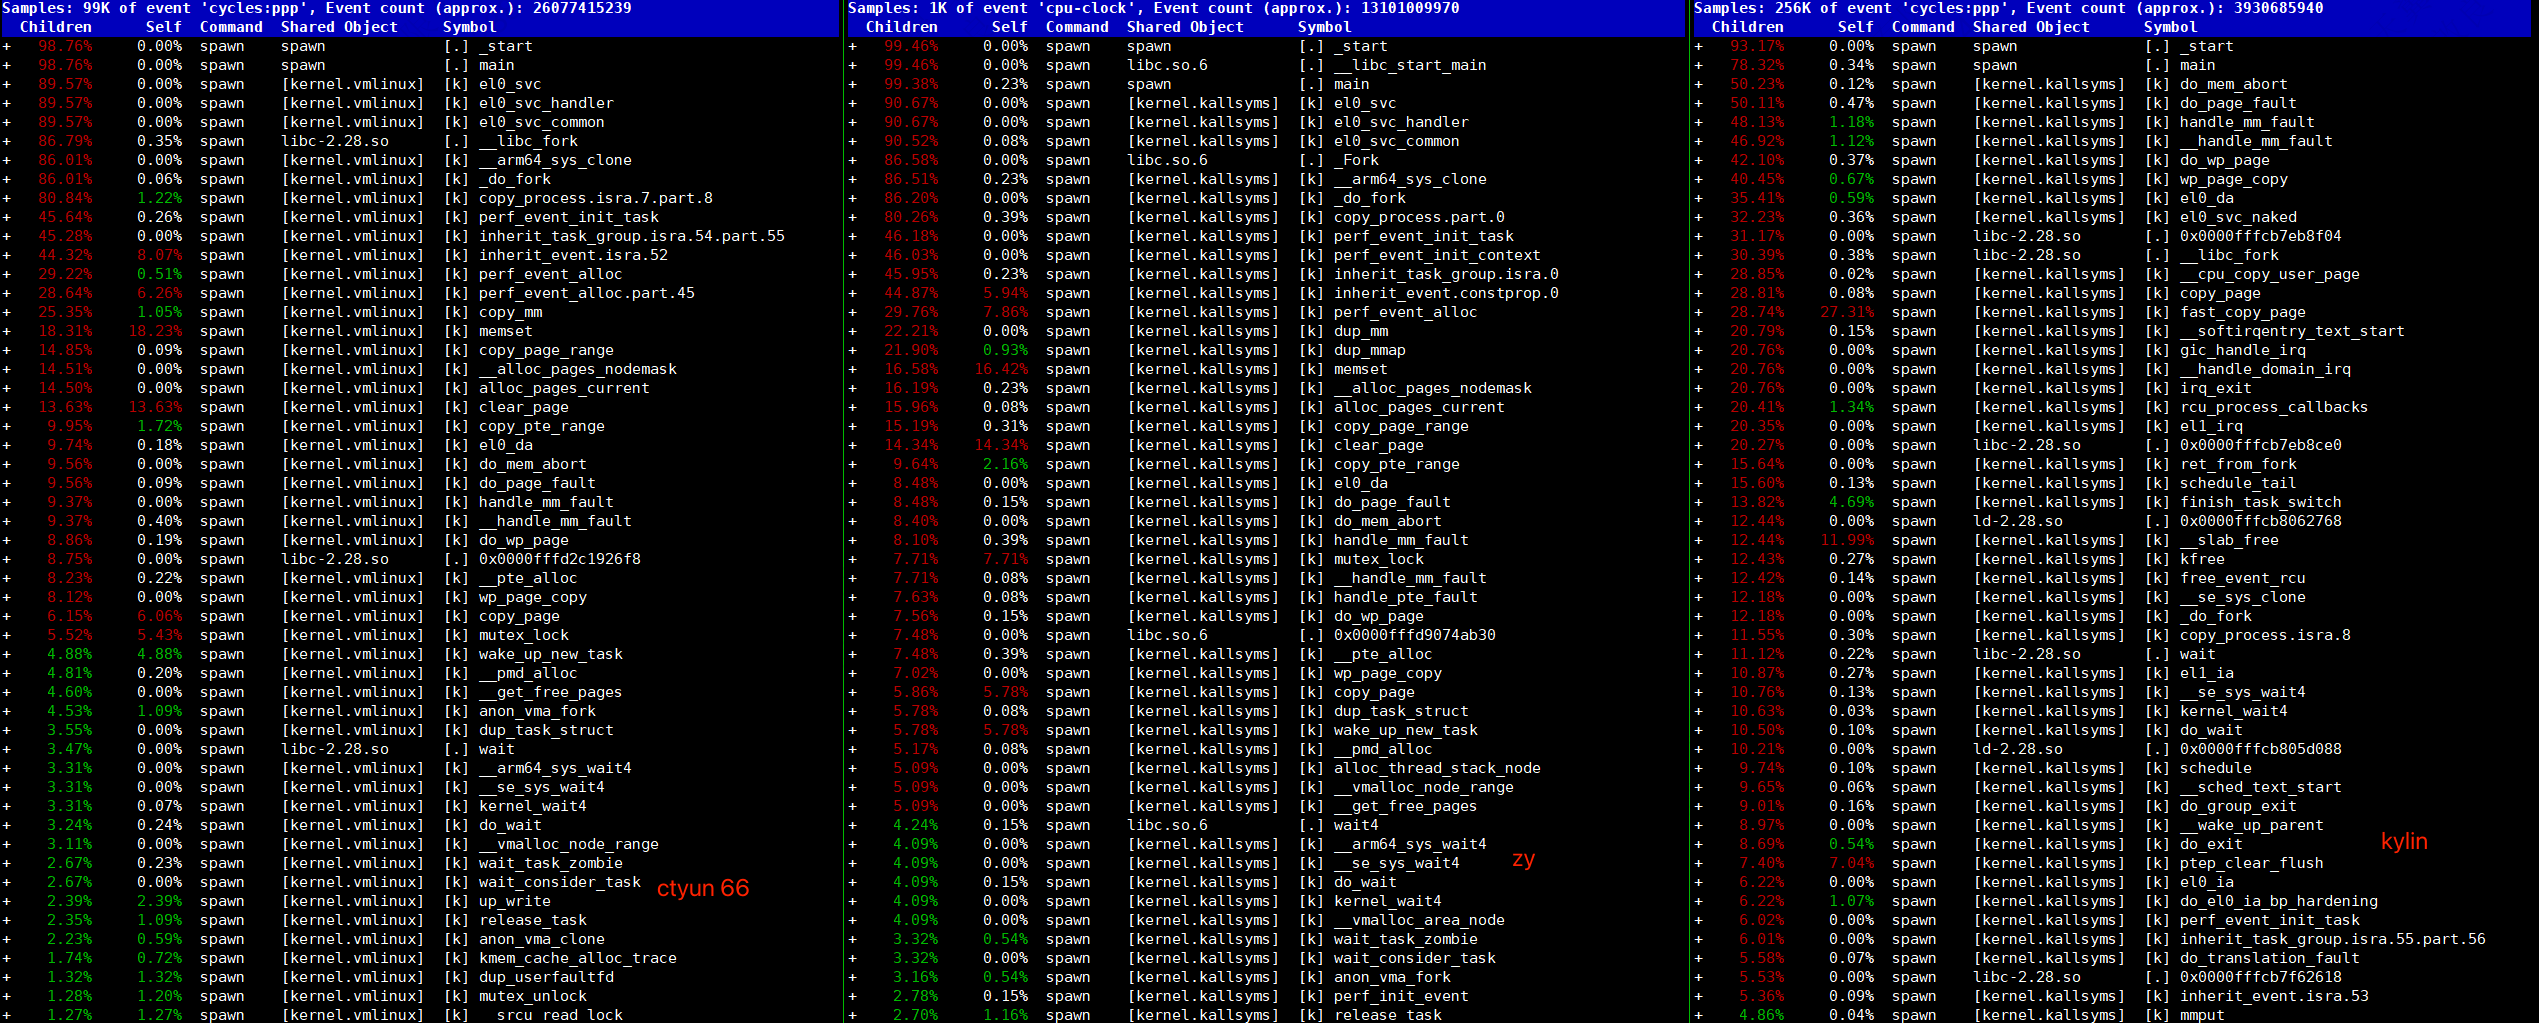 Samples: 99K of event 'cycles:ppp', Event count (approx.): 26077415239
Children Self Command Shared Object Symbol
+ 98.76% 0.00% spawn spawn [.] _start
+ 98.76% 0.00% spawn spawn [.] main
+ 89.57% 0.00% spawn [kernel.vmlinux] [k] el0_svc
+ 89.57% 0.00% spawn [kernel.vmlinux] [k] el0_svc_handler
+ 89.57% 0.00% spawn [kernel.vmlinux] [k] el0_svc_common
+ 86.79% 0.35% spawn libc-2.28.so [.] __libc_fork
+ 86.01% 0.00% spawn [kernel.vmlinux] [k] __arm64_sys_clone
+ 86.01% 0.06% spawn [kernel.vmlinux] [k] _do_fork
+ 80.84% 1.22% spawn [kernel.vmlinux] [k] copy_process.isra.7.part.8
+ 45.64% 0.26% spawn [kernel.vmlinux] [k] perf_event_init_task
+ 45.28% 0.00% spawn [kernel.vmlinux] [k] inherit_task_group.isra.54.part.55
+ 44.32% 8.07% spawn [kernel.vmlinux] [k] inherit_event.isra.52
+ 29.22% 0.51% spawn [kernel.vmlinux] [k] perf_event_alloc
+ 28.64% 6.26% spawn [kernel.vmlinux] [k] perf_event_alloc.part.45
+ 25.35% 1.05% spawn [kernel.vmlinux] [k] copy_mm
+ 18.31% 18.23% spawn [kernel.vmlinux] [k] memset
+ 14.85% 0.09% spawn [kernel.vmlinux] [k] copy_page_range
+ 14.51% 0.00% spawn [kernel.vmlinux] [k] __alloc_pages_nodemask
+ 14.50% 0.00% spawn [kernel.vmlinux] [k] alloc_pages_current
+ 13.63% 13.63% spawn [kernel.vmlinux] [k] clear_page
+ 9.95% 1.72% spawn [kernel.vmlinux] [k] copy_pte_range
+ 9.74% 0.18% spawn [kernel.vmlinux] [k] el0_da
+ 9.56% 0.00% spawn [kernel.vmlinux] [k] do_mem_abort
+ 9.56% 0.09% spawn [kernel.vmlinux] [k] do_page_fault
+ 9.37% 0.00% spawn [kernel.vmlinux] [k] handle_mm_fault
+ 9.37% 0.40% spawn [kernel.vmlinux] [k] __handle_mm_fault
+ 8.86% 0.19% spawn [kernel.vmlinux] [k] do_wp_page
+ 8.75% 0.00% spawn libc-2.28.so [.] 0x0000fffd2c1926f8
+ 8.23% 0.22% spawn [kernel.vmlinux] [k] __pte_alloc
+ 8.12% 0.00% spawn [kernel.vmlinux] [k] wp_page_copy
+ 6.15% 6.06% spawn [kernel.vmlinux] [k] copy_page
+ 5.52% 5.43% spawn [kernel.vmlinux] [k] mutex_lock
+ 4.88% 4.88% spawn [kernel.vmlinux] [k] wake_up_new_task
+ 4.81% 0.20% spawn [kernel.vmlinux] [k] __pmd_alloc
+ 4.60% 0.00% spawn [kernel.vmlinux] [k] __get_free_pages
+ 4.53% 1.09% spawn [kernel.vmlinux] [k] anon_vma_fork
+ 3.55% 0.00% spawn [kernel.vmlinux] [k] dup_task_struct
+ 3.47% 0.00% spawn libc-2.28.so [.] wait
+ 3.31% 0.00% spawn [kernel.vmlinux] [k] __arm64_sys_wait4
+ 3.31% 0.00% spawn [kernel.vmlinux] [k] __se_sys_wait4
+ 3.31% 0.07% spawn [kernel.vmlinux] [k] kernel_wait4
+ 3.24% 0.24% spawn [kernel.vmlinux] [k] do_wait
+ 3.11% 0.00% spawn [kernel.vmlinux] [k] __vmalloc_node_range
+ 2.67% 0.23% spawn [kernel.vmlinux] [k] wait_task_zombie
+ 2.67% 0.00% spawn [kernel.vmlinux] [k] wait_consider_task
ctyun 66
+ 2.39% 2.39% spawn [kernel.vmlinux] [k] up_write
+ 2.35% 1.09% spawn [kernel.vmlinux] [k] release_task
+ 2.23% 0.59% spawn [kernel.vmlinux] [k] anon_vma_clone
+ 1.74% 0.72% spawn [kernel.vmlinux] [k] kmem_cache_alloc_trace
+ 1.32% 1.32% spawn [kernel.vmlinux] [k] dup_userfaultfd
+ 1.28% 1.20% spawn [kernel.vmlinux] [k] mutex_unlock
+ 1.27% 1.27% spawn [kernel.vmlinux] [k] __srcu_read_lock
Samples: 1K of event 'cpu-clock', Event count (approx.): 13101009970
Children Self Command Shared Object Symbol
+ 99.46% 0.00% spawn spawn [.] _start
+ 99.46% 0.00% spawn libc.so.6 [.] __libc_start_main
+ 99.38% 0.23% spawn spawn [.] main
+ 90.67% 0.00% spawn [kernel.kallsyms] [k] el0_svc
+ 90.67% 0.00% spawn [kernel.kallsyms] [k] el0_svc_handler
+ 90.52% 0.08% spawn [kernel.kallsyms] [k] el0_svc_common
+ 86.58% 0.00% spawn libc.so.6 [.] _Fork
+ 86.51% 0.23% spawn [kernel.kallsyms] [k] __arm64_sys_clone
+ 86.20% 0.00% spawn [kernel.kallsyms] [k] _do_fork
+ 80.26% 0.39% spawn [kernel.kallsyms] [k] copy_process.part.0
+ 46.18% 0.00% spawn [kernel.kallsyms] [k] perf_event_init_task
+ 46.03% 0.00% spawn [kernel.kallsyms] [k] perf_event_init_context
+ 45.95% 0.23% spawn [kernel.kallsyms] [k] inherit_task_group.isra.0
+ 44.87% 5.94% spawn [kernel.kallsyms] [k] inherit_event.constprop.0
+ 29.76% 7.86% spawn [kernel.kallsyms] [k] perf_event_alloc
+ 22.21% 0.00% spawn [kernel.kallsyms] [k] dup_mm
+ 21.90% 0.93% spawn [kernel.kallsyms] [k] dup_mmap
+ 16.58% 16.42% spawn [kernel.kallsyms] [k] memset
+ 16.19% 0.23% spawn [kernel.kallsyms] [k] __alloc_pages_nodemask
+ 15.96% 0.08% spawn [kernel.kallsyms] [k] alloc_pages_current
+ 15.19% 0.31% spawn [kernel.kallsyms] [k] copy_page_range
+ 14.34% 14.34% spawn [kernel.kallsyms] [k] clear_page
+ 9.64% 2.16% spawn [kernel.kallsyms] [k] copy_pte_range
+ 8.48% 0.00% spawn [kernel.kallsyms] [k] el0_da
+ 8.48% 0.15% spawn [kernel.kallsyms] [k] do_page_fault
+ 8.40% 0.00% spawn [kernel.kallsyms] [k] do_mem_abort
+ 8.10% 0.39% spawn [kernel.kallsyms] [k] handle_mm_fault
+ 7.71% 7.71% spawn [kernel.kallsyms] [k] mutex_lock
+ 7.71% 0.08% spawn [kernel.kallsyms] [k] __handle_mm_fault
+ 7.63% 0.08% spawn [kernel.kallsyms] [k] handle_pte_fault
+ 7.56% 0.15% spawn [kernel.kallsyms] [k] do_wp_page
+ 7.48% 0.00% spawn libc.so.6 [.] 0x0000fffd9074ab30
+ 7.48% 0.39% spawn [kernel.kallsyms] [k] __pte_alloc
+ 7.02% 0.00% spawn [kernel.kallsyms] [k] wp_page_copy
+ 5.86% 5.78% spawn [kernel.kallsyms] [k] copy_page
+ 5.78% 0.08% spawn [kernel.kallsyms] [k] dup_task_struct
+ 5.78% 5.78% spawn [kernel.kallsyms] [k] wake_up_new_task
+ 5.17% 0.08% spawn [kernel.kallsyms] [k] __pmd_alloc
+ 5.09% 0.00% spawn [kernel.kallsyms] [k] alloc_thread_stack_node
+ 5.09% 0.00% spawn [kernel.kallsyms] [k] __vmalloc_node_range
+ 5.09% 0.00% spawn [kernel.kallsyms] [k] __get_free_pages
+ 4.24% 0.15% spawn libc.so.6 [.] wait4
+ 4.09% 0.00% spawn [kernel.kallsyms] [k] __arm64_sys_wait4
+ 4.09% 0.00% spawn [kernel.kallsyms] [k] __se_sys_wait4
zy
+ 4.09% 0.15% spawn [kernel.kallsyms] [k] do_wait
+ 4.09% 0.00% spawn [kernel.kallsyms] [k] kernel_wait4
+ 4.09% 0.00% spawn [kernel.kallsyms] [k] __vmalloc_area_node
+ 3.32% 0.54% spawn [kernel.kallsyms] [k] wait_task_zombie
+ 3.32% 0.00% spawn [kernel.kallsyms] [k] wait_consider_task
+ 3.16% 0.54% spawn [kernel.kallsyms] [k] anon_vma_fork
+ 2.78% 0.15% spawn [kernel.kallsyms] [k] perf_init_event
+ 2.70% 1.16% spawn [kernel.kallsyms] [k] release_task
Samples: 256K of event 'cycles:ppp', Event count (approx.): 3930685940
Children Self Command Shared Object Symbol
+ 93.17% 0.00% spawn spawn [.] _start
+ 78.32% 0.34% spawn spawn [.] main
+ 50.23% 0.12% spawn [kernel.kallsyms] [k] do_mem_abort
+ 50.11% 0.47% spawn [kernel.kallsyms] [k] do_page_fault
+ 48.13% 1.18% spawn [kernel.kallsyms] [k] handle_mm_fault
+ 46.92% 1.12% spawn [kernel.kallsyms] [k] __handle_mm_fault
+ 42.10% 0.37% spawn [kernel.kallsyms] [k] do_wp_page
+ 40.45% 0.67% spawn [kernel.kallsyms] [k] wp_page_copy
+ 35.41% 0.59% spawn [kernel.kallsyms] [k] el0_da
+ 32.23% 0.36% spawn [kernel.kallsyms] [k] el0_svc_naked
+ 31.17% 0.00% spawn libc-2.28.so [.] 0x0000fffcb7eb8f04
+ 30.39% 0.38% spawn libc-2.28.so [.] __libc_fork
+ 28.85% 0.02% spawn [kernel.kallsyms] [k] __cpu_copy_user_page
+ 28.81% 0.08% spawn [kernel.kallsyms] [k] copy_page
+ 28.74% 27.31% spawn [kernel.kallsyms] [k] fast_copy_page
+ 20.79% 0.15% spawn [kernel.kallsyms] [k] __softirqentry_text_start
+ 20.76% 0.00% spawn [kernel.kallsyms] [k] gic_handle_irq
+ 20.76% 0.00% spawn [kernel.kallsyms] [k] __handle_domain_irq
+ 20.76% 0.00% spawn [kernel.kallsyms] [k] irq_exit
+ 20.41% 1.34% spawn [kernel.kallsyms] [k] rcu_process_callbacks
+ 20.35% 0.00% spawn [kernel.kallsyms] [k] el1_irq
+ 20.27% 0.00% spawn libc-2.28.so [.] 0x0000fffcb7eb8ce0
+ 15.64% 0.00% spawn [kernel.kallsyms] [k] ret_from_fork
+ 15.60% 0.13% spawn [kernel.kallsyms] [k] schedule_tail
+ 13.82% 4.69% spawn [kernel.kallsyms] [k] finish_task_switch
+ 12.44% 0.00% spawn ld-2.28.so [.] 0x0000fffcb8062768
+ 12.44% 11.99% spawn [kernel.kallsyms] [k] __slab_free
+ 12.43% 0.27% spawn [kernel.kallsyms] [k] kfree
+ 12.42% 0.14% spawn [kernel.kallsyms] [k] free_event_rcu
+ 12.18% 0.00% spawn [kernel.kallsyms] [k] __se_sys_clone
+ 12.18% 0.00% spawn [kernel.kallsyms] [k] _do_fork
+ 11.55% 0.30% spawn [kernel.kallsyms] [k] copy_process.isra.8
+ 11.12% 0.22% spawn libc-2.28.so [.] wait
+ 10.87% 0.27% spawn [kernel.kallsyms] [k] el1_ia
+ 10.76% 0.13% spawn [kernel.kallsyms] [k] __se_sys_wait4
+ 10.63% 0.03% spawn [kernel.kallsyms] [k] kernel_wait4
+ 10.50% 0.10% spawn [kernel.kallsyms] [k] do_wait
+ 10.21% 0.00% spawn ld-2.28.so [.] 0x0000fffcb805d088
+ 9.74% 0.10% spawn [kernel.kallsyms] [k] schedule
+ 9.65% 0.06% spawn [kernel.kallsyms] [k] __sched_text_start
+ 9.01% 0.16% spawn [kernel.kallsyms] [k] do_group_exit
+ 8.97% 0.00% spawn [kernel.kallsyms] [k] __wake_up_parent
+ 8.69% 0.54% spawn [kernel.kallsyms] [k] do_exit
kylin
+ 7.40% 7.04% spawn [kernel.kallsyms] [k] ptep_clear_flush
+ 6.22% 0.00% spawn [kernel.kallsyms] [k] el0_ia
+ 6.22% 1.07% spawn [kernel.kallsyms] [k] do_el0_ia_bp_hardening
+ 6.02% 0.00% spawn [kernel.kallsyms] [k] perf_event_init_task
+ 6.01% 0.00% spawn [kernel.kallsyms] [k] inherit_task_group.isra.55.part.56
+ 5.58% 0.07% spawn [kernel.kallsyms] [k] do_translation_fault
+ 5.53% 0.00% spawn libc-2.28.so [.] 0x0000fffcb7f62618
+ 5.36% 0.09% spawn [kernel.kallsyms] [k] inherit_event.isra.53
+ 4.86% 0.04% spawn [kernel.kallsyms] [k] mmput